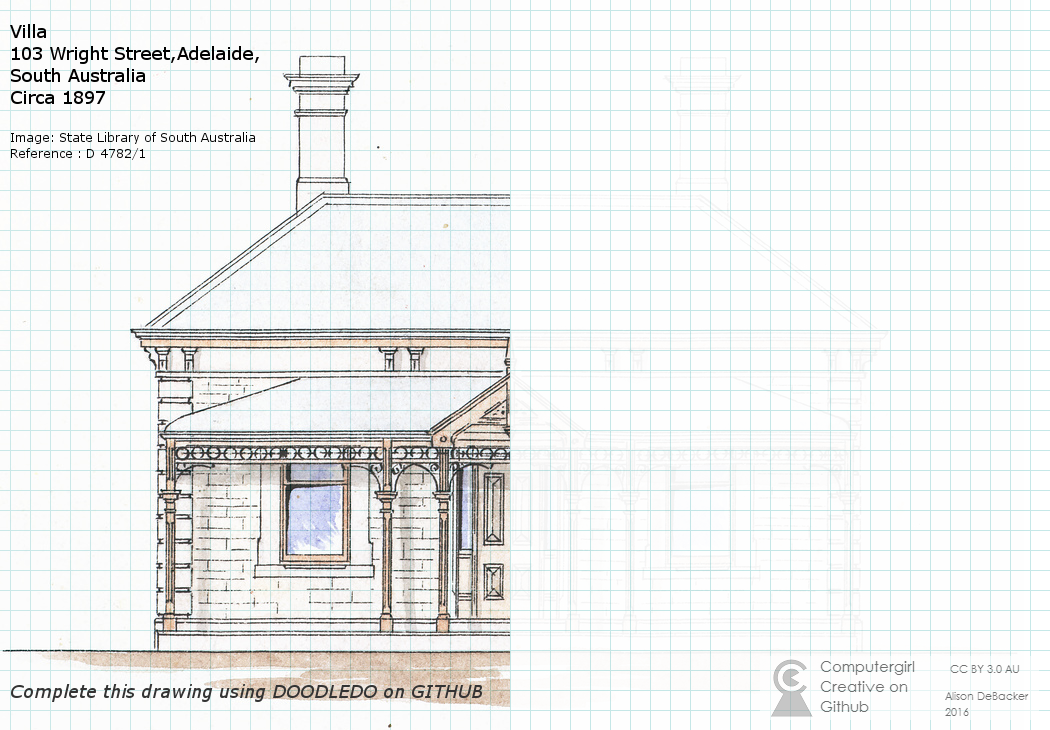 Villa
103 Wright Street,Adelaide,
South Australia
Circa 1897
Image: State Library of South Australia
Reference : D 4782/1
Complete this drawing using DOODLEDO on GITHUB
Computergirl
Creative on
Github
CC BY 3.0 AU
Alison DeBacker
2016